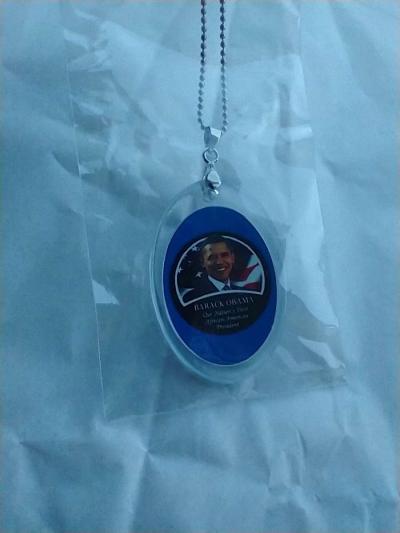 BARACK OBAMA
Our Nation's First
African American
President